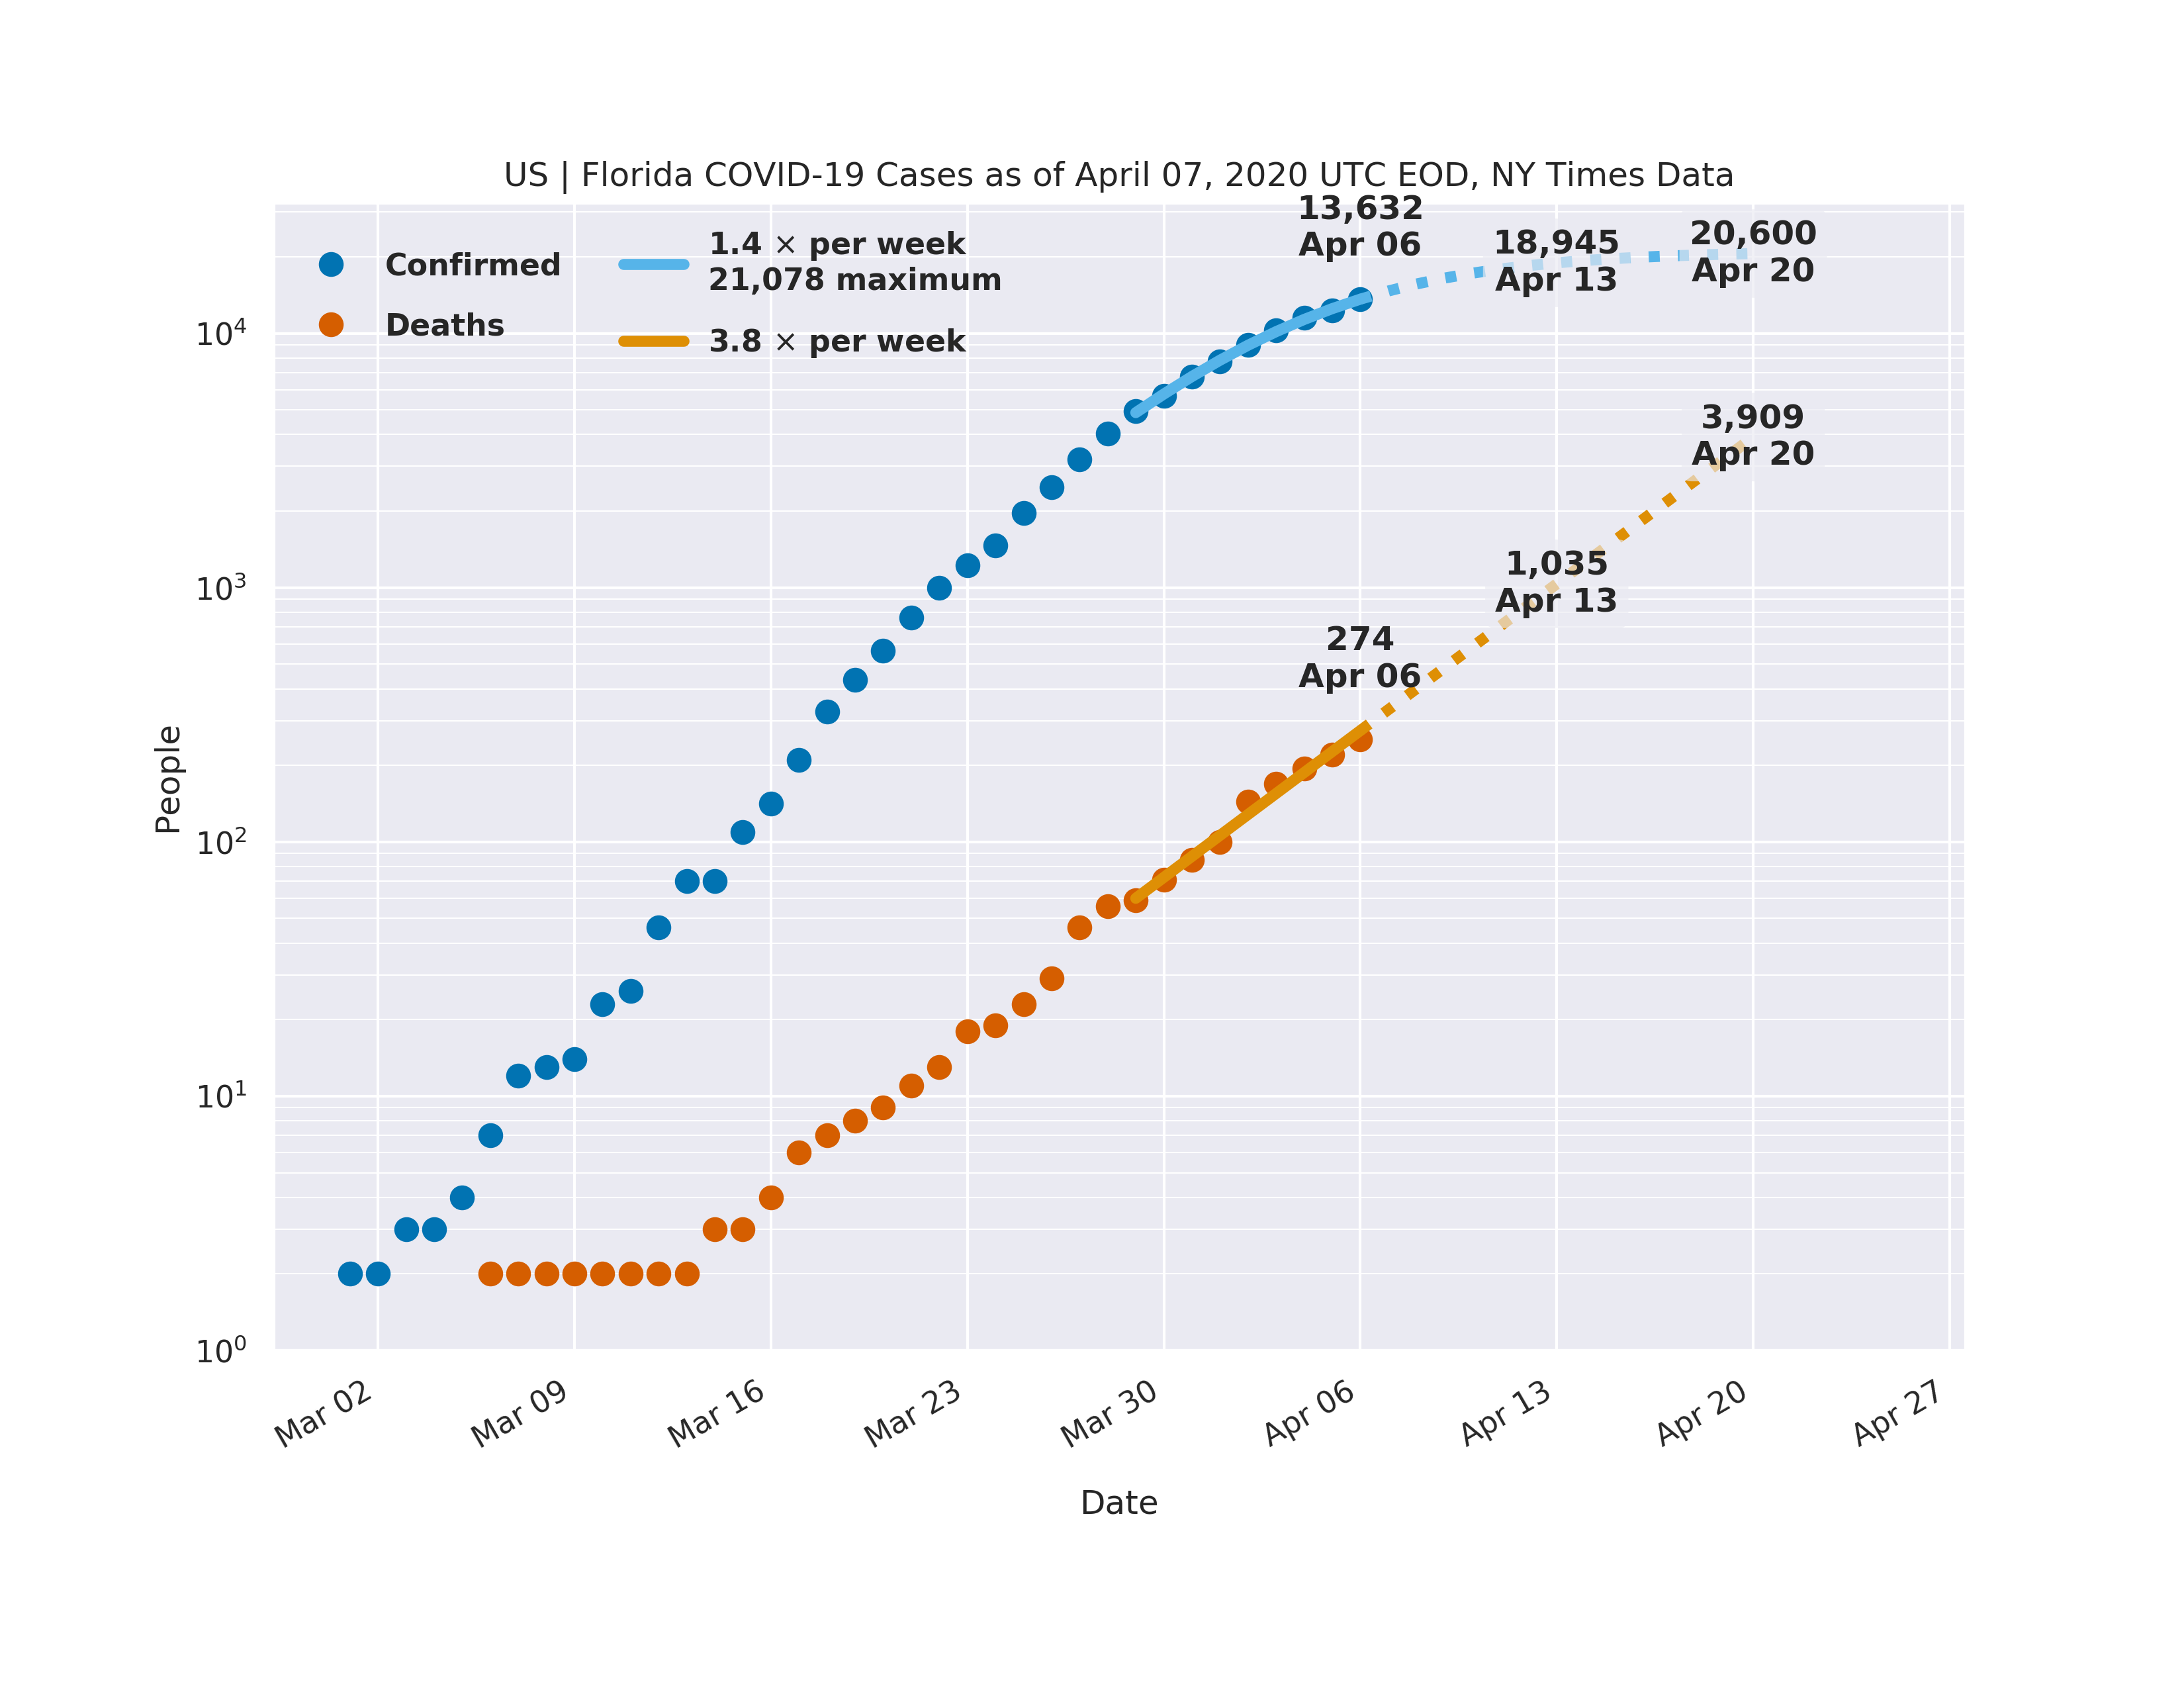 US | Florida COVID-19 Cases as of April 07, 2020 UTC EOD, NY Times Data
Confirmed
Deaths
1.4 × per week
21,078 maximum
3.8 × per week
13,632
Apr 06
18,945
Apr 13
20,600
Apr 20
3,909
Apr 20
1,035
Apr 13
274
Apr 06
People
10⁴
10³
10²
10¹
10⁰
Mar 02
Mar 09
Mar 16
Mar 23
Mar 30
Apr 06
Apr 13
Apr 20
Apr 27
Date